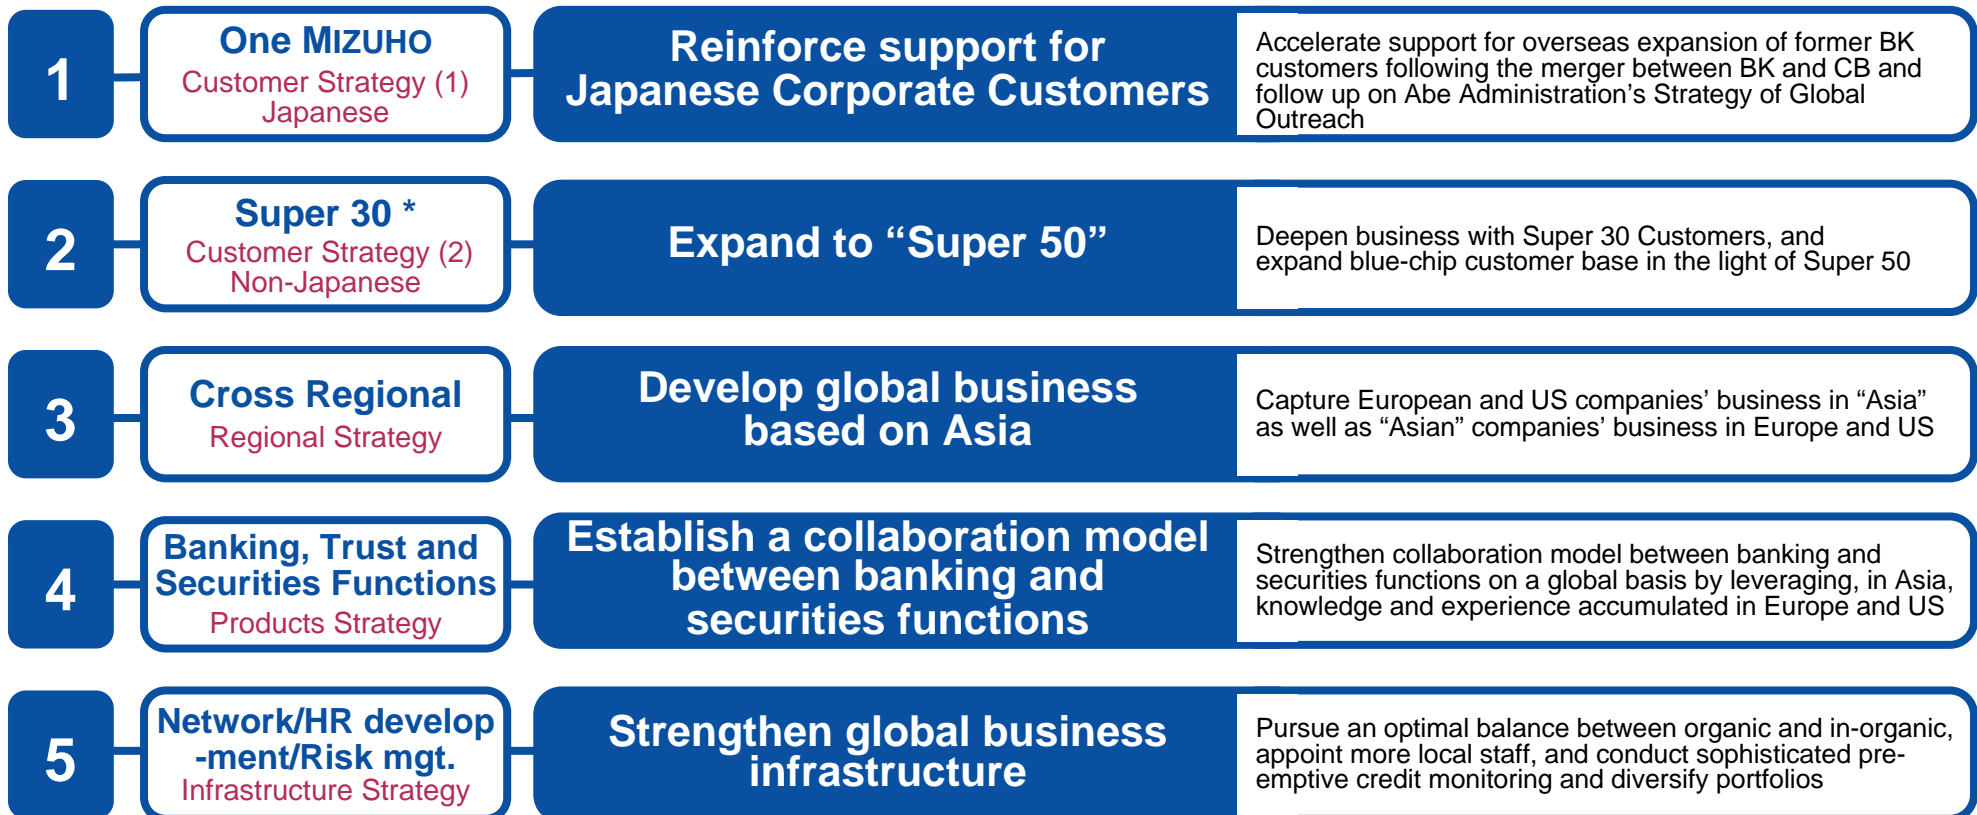 1
One MIZUHO
Customer Strategy (1)
Japanese
Reinforce support for
Japanese Corporate Customers
Accelerate support for overseas expansion of former BK
customers following the merger between BK and CB and
follow up on Abe Administration’s Strategy of Global
Outreach
2
Super 30 *
Customer Strategy (2)
Non-Japanese
Expand to “Super 50”
Deepen business with Super 30 Customers, and
expand blue-chip customer base in the light of Super 50
3
Cross Regional
Regional Strategy
Develop global business
based on Asia
Capture European and US companies’ business in “Asia”
as well as “Asian” companies’ business in Europe and US
4
Banking, Trust and
Securities Functions
Products Strategy
Establish a collaboration model
between banking and
securities functions
Strengthen collaboration model between banking and
securities functions on a global basis by leveraging, in Asia,
knowledge and experience accumulated in Europe and US
5
Network/HR develop
-ment/Risk mgt.
Infrastructure Strategy
Strengthen global business
infrastructure
Pursue an optimal balance between organic and in-organic,
appoint more local staff, and conduct sophisticated pre-
emptive credit monitoring and diversify portfolios